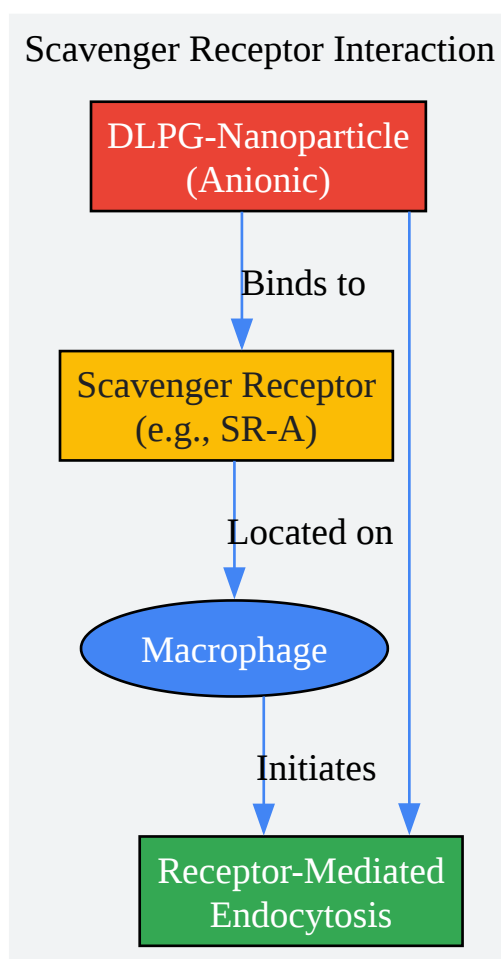 Scavenger Receptor Interaction
DLPG-Nanoparticle
(Anionic)
Binds to
Scavenger Receptor
(e.g., SR-A)
Located on
Macrophage
Initiates
Receptor-Mediated
Endocytosis